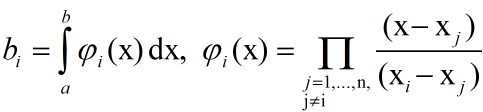 b_i = ∫_a^b φ_i(x) dx, φ_i(x) = ∏_{j=1,...,n, j≠i} (x−x_j)/(x_i−x_j)